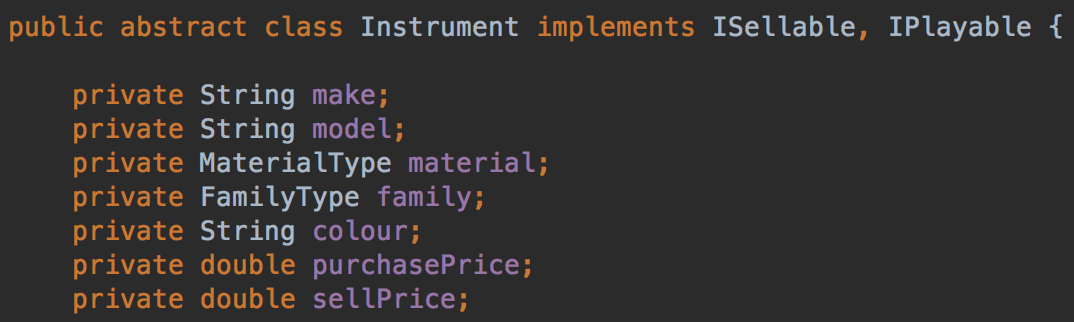 public abstract class Instrument implements ISellable, IPlayable {
private String make;
private String model;
private MaterialType material;
private FamilyType family;
private String colour;
private double purchasePrice;
private double sellPrice;